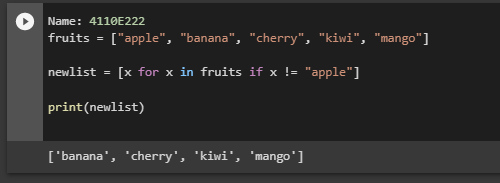 Name: 4110E222
fruits = ["apple", "banana", "cherry", "kiwi", "mango"]
newlist = [x for x in fruits if x != "apple"]
print(newlist)
['banana', 'cherry', 'kiwi', 'mango']